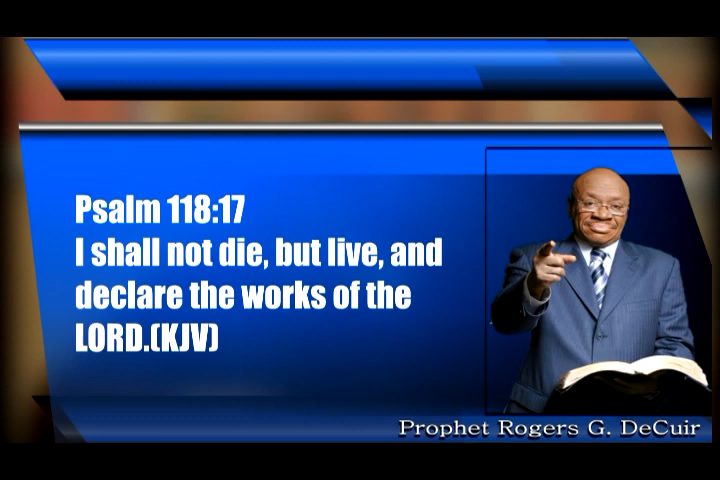 Psalm 118:17
I shall not die, but live, and
declare the works of the
LORD.(KJV)
Prophet Rogers G. DeCuir